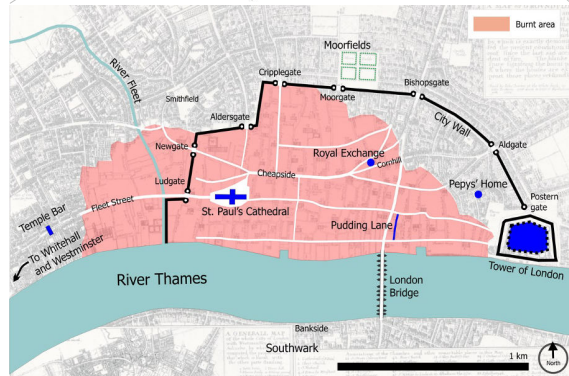 Burnt area
Moorfields
River Fleet
Cripplegate
Bishopsgate
Moorgate
Smithfield
Aldersgate
City Wall
Aldgate
Newgate
Royal Exchange
Cornhill
Cheapside
Ludgate
Pepys' Home
Postern
gate
Temple Bar
Fleet Street
St. Paul's Cathedral
Pudding Lane
To Whitehall
and Westminster
Tower of London
River Thames
London
Bridge
Bankside
Southwark
1 km
North